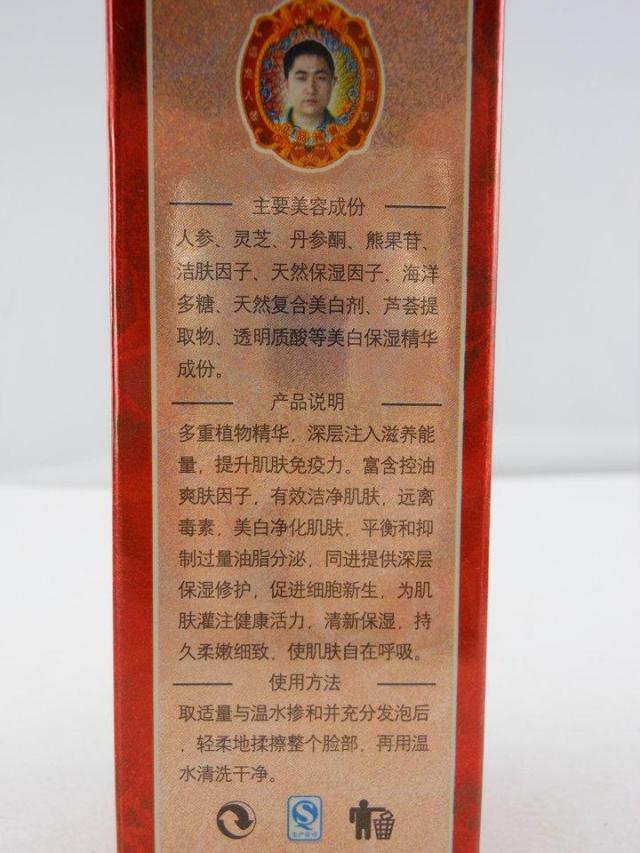 主要美容成份
人参、灵芝、丹参酮、熊果苷、
洁肤因子、天然保湿因子、海洋
多糖、天然复合美白剂、芦荟提
取物、透明质酸等美白保湿精华
成份。
产品说明
多重植物精华，深层注入滋养能
量，提升肌肤免疫力。富含控油
爽肤因子，有效洁净肌肤，远离
毒素，美白净化肌肤，平衡和抑
制过量油脂分泌，同进提供深层
保湿修护，促进细胞新生，为肌
肤灌注健康活力，清新保湿，持
久柔嫩细致，使肌肤自在呼吸。
使用方法
取适量与温水掺和并充分发泡后
，轻柔地揉擦整个脸部，再用温
水清洗干净。